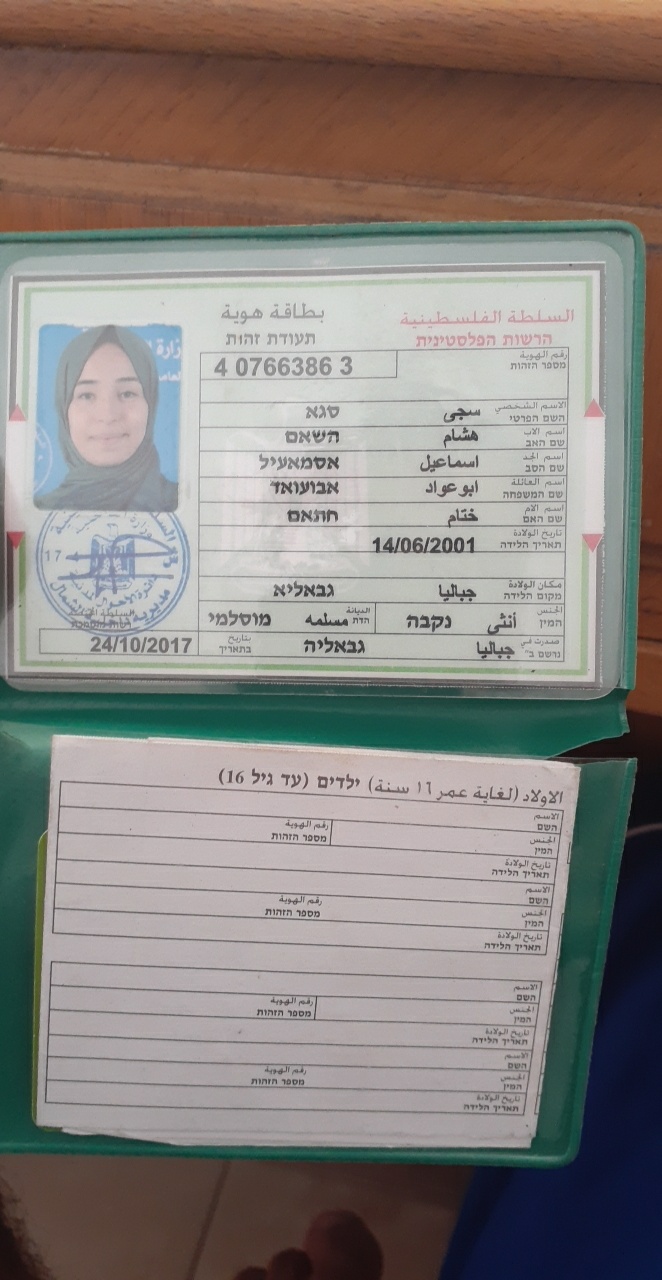 السلطة الفلسطينية
הרשות הפלסטינית
بطاقة هوية
תעודת זהות
رقم الهوية
מספר הזהות
4 0766386 3
الاسم الشخصي سجى סגא
השם הפרטי
اسم الاب هشام השאם
שם האב
اسم الجد اسماعيل אסמאעיל
שם הסב
اسم العائلة ابو عواد אבועואד
שם המשפחה
اسم الام ختام חתאם
שם האם
تاريخ الولادة
תאריך הלידה 14/06/2001
مكان الولادة جباليا גבאליא
מקום הלידה
الجنس أنثى נקבה الديانة مسلمه מוסלמי
המין הדת
صدرت في جباليا גבאליה بتاريخ 24/10/2017
נרשם ב" בתאריך
الاولاد (لغاية عمر ١٦ سنة) ילדים (עד גיל 16)
الاسم
השם
الجنس رقم الهوية
המין מספר הזהות
تاريخ الولادة
תאריך הלידה
الاسم
השם
الجنس رقم الهوية
המין מספר הזהות
تاريخ الولادة
תאריך הלידה
الاسم
השם
الجنس رقم الهوية
המין מספר הזהות
تاريخ الولادة
תאריך הלידה
الاسم
השם
الجنس رقم الهوية
המין מספר הזהות
تاريخ الولادة
תאריך הלידה